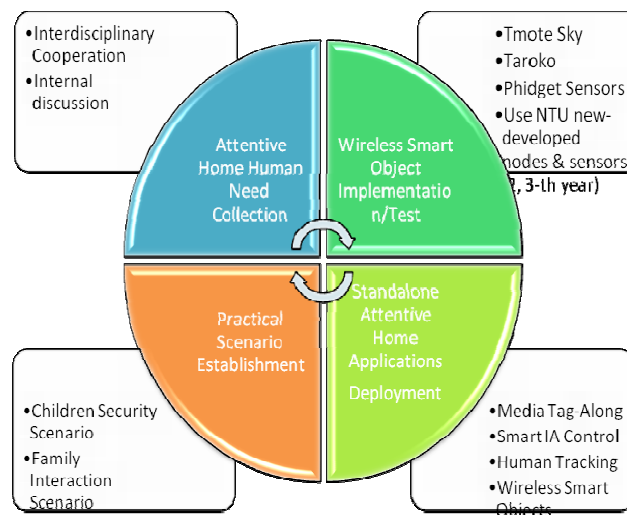 •Interdisciplinary
Cooperation
•Internal
discussion
•Tmote Sky
•Taroko
•Phidget Sensors
•Use NTU new-
developed
nodes & sensors
2, 3-th year)
Attentive
Home Human
Need
Collection
Wireless Smart
Object
Implementatio
n/Test
Practical
Scenario
Establishment
Standalone
Attentive
Home
Applications
Deployment
•Children Security
Scenario
•Family
Interaction
Scenario
•Media Tag-Along
•Smart IA Control
•Human Tracking
•Wireless Smart
Objects